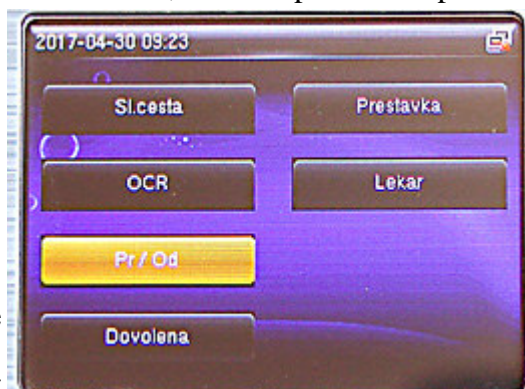 2017-04-30 09:23
Sl.cesta
Prestavka
OCR
Lekar
Pr / Od
Dovolena